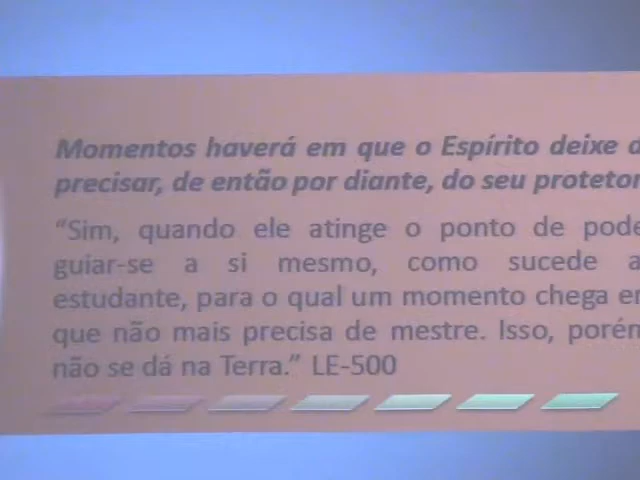 Momentos haverá em que o Espírito deixe d
precisar, de então por diante, do seu protetor
“Sim, quando ele atinge o ponto de pode
guiar-se a si mesmo, como sucede a
estudante, para o qual um momento chega em
que não mais precisa de mestre. Isso, porém
não se dá na Terra.” LE-500